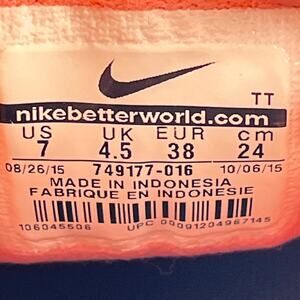 TT
nikebetterworld.com
US UK EUR cm
7 4.5 38 24
08/26/15 749177-016 10/06/15
MADE IN INDONESIA
FABRIQUE EN INDONESIE
106045506 UPC 00091204967145